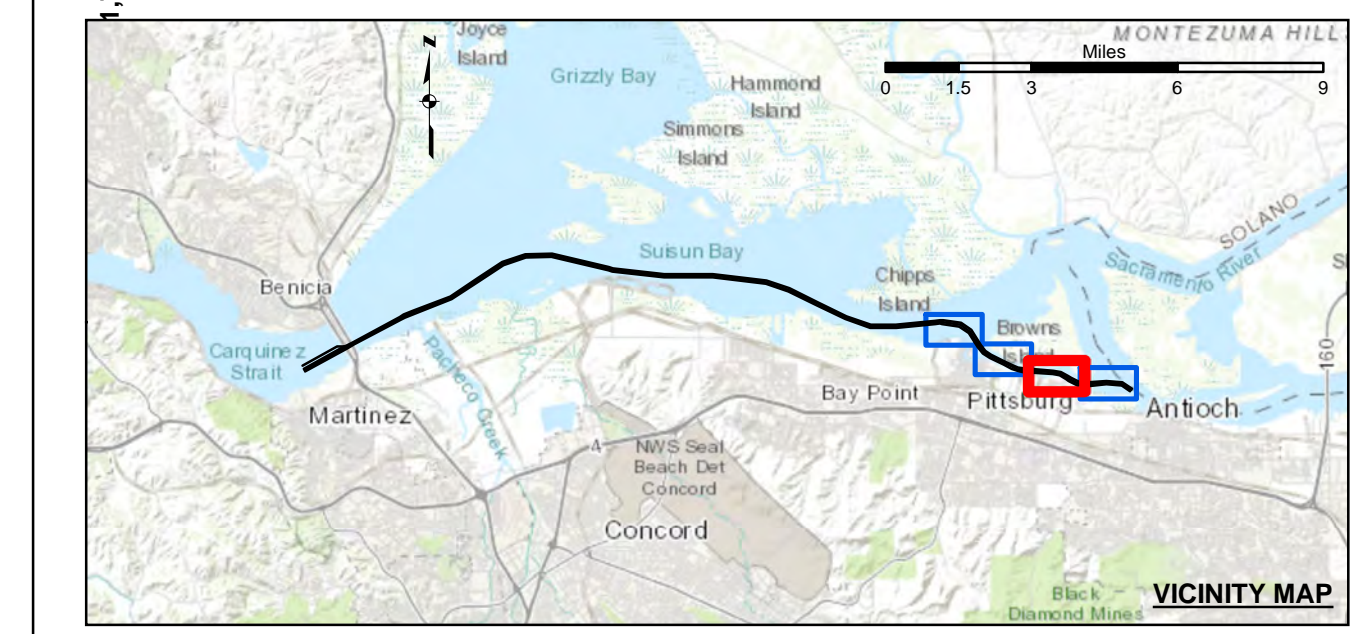 Joyce
Island
N
Grizzly Bay
Hammond
Island
Simmons
Island
MONTEZUMA HILL
Miles
0 1.5 3 6 9
SOLANO
Sacramento River
Suisun Bay
Chipps
Island
Benicia
Browns
Island
Carquinez
Strait
Pacheco Creek
160
Martinez
Bay Point
Pittsburg
Antioch
4
NWS Seal
Beach Det
Concord
Concord
Black
Diamond Mines
VICINITY MAP